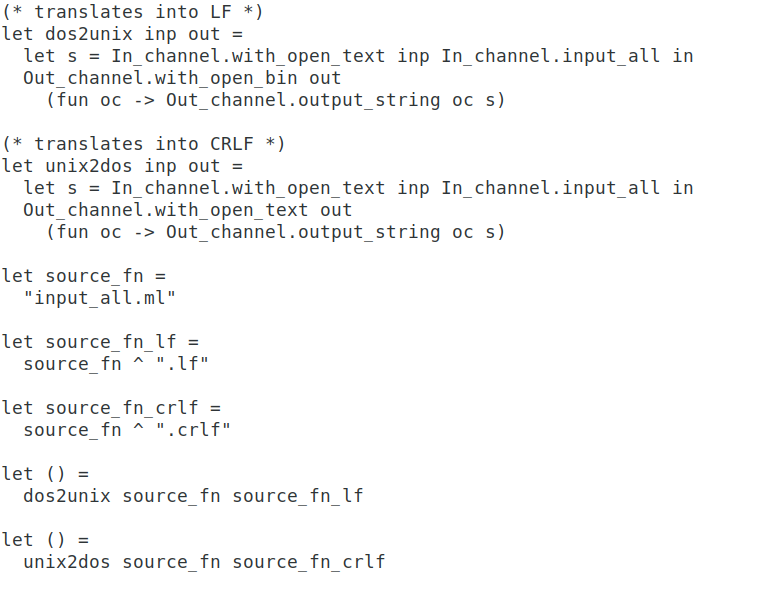 (* translates into LF *)
let dos2unix inp out =
  let s = In_channel.with_open_text inp In_channel.input_all in
  Out_channel.with_open_bin out
    (fun oc -> Out_channel.output_string oc s)

(* translates into CRLF *)
let unix2dos inp out =
  let s = In_channel.with_open_text inp In_channel.input_all in
  Out_channel.with_open_text out
    (fun oc -> Out_channel.output_string oc s)

let source_fn =
  "input_all.ml"

let source_fn_lf =
  source_fn ^ ".lf"

let source_fn_crlf =
  source_fn ^ ".crlf"

let () =
  dos2unix source_fn source_fn_lf

let () =
  unix2dos source_fn source_fn_crlf